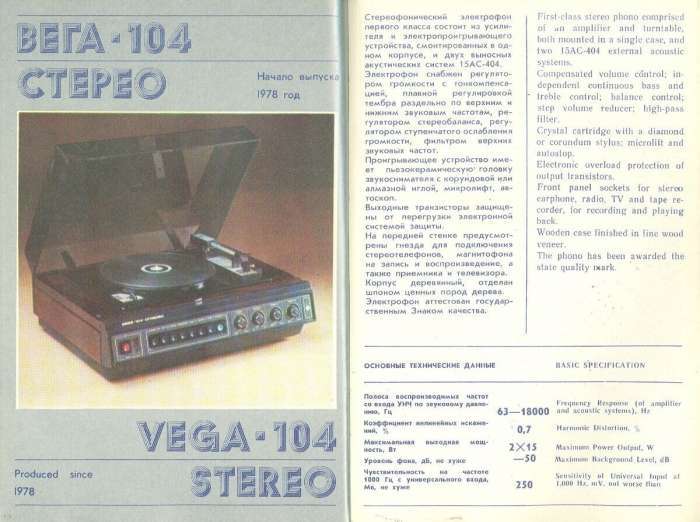 ВЕГА-104
СТЕРЕО
Начало выпуска
1978 год
VEGA-104
STEREO
Produced since
1978
Стереофонический электрофон
первого класса состоит из усили-
теля и электропроигрывающего
устройства, смонтированных в од-
ном корпусе, и двух выносных
акустических систем 15АС-404.
Электрофон снабжен регулято-
ром громкости с тонкомпенса-
цией, плавной регулировкой
тембра раздельно по верхним и
нижним звуковым частотам, ре-
гулятором стереобаланса, регу-
лятором ступенчатого ослабления
громкости, фильтром верхних
звуковых частот.
Проигрывающее устройство име-
ет пьезокерамическую головку
звукоснимателя с корундовой или
алмазной иглой, микролифт, ав-
тоскоп.
Выходные транзисторы защище-
ны от перегрузки электронной
системой защиты.
На передней стенке предусмот-
рены гнезда для подключения
стереотелефонов, магнитофона
на запись и воспроизведение, а
также приемника и телевизора.
Корпус деревянный, отделан
шпоном ценных пород дерева.
Электрофон аттестован государ-
ственным Знаком качества.
First-class stereo phono comprised
of an amplifier and turntable,
both mounted in a single case, and
two 15AC-404 external acoustic
systems.
Compensated volume control; in-
dependent continuous bass and
treble control; balance control;
step volume reducer; high-pass
filter.
Crystal cartridge with a diamond
or corundum stylus; microlift and
autostop.
Electronic overload protection of
output transistors.
Front panel sockets for stereo
earphone, radio, TV and tape re-
corder, for recording and playing
back.
Wooden case finished in fine wood
veneer.
The phono has been awarded the
state quality mark.
ОСНОВНЫЕ ТЕХНИЧЕСКИЕ ДАННЫЕ BASIC SPECIFICATION
Полоса воспроизводимых частот
со входа УНЧ по звуковому давле-
нию, Гц 63—18000 Frequency Response (of amplifier
and acoustic systems), Hz
Коэффициент нелинейных искаже-
ний, % 0,7 Harmonic Distortion, %
Максимальная выходная мощ-
ность, Вт 2×15 Maximum Power Output, W
Уровень фона, дБ, не хуже —50 Maximum Background Level, dB
Чувствительность на частоте
1000 Гц с универсального входа,
Мв, не хуже 250 Sensitivity of Universal Input at
1,000 Hz, mV, not worse than